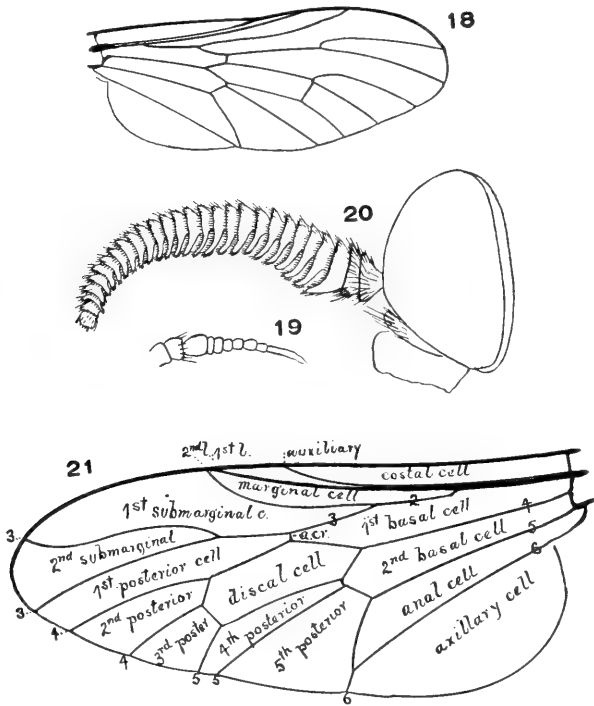 18
20
19
21
2nd l. 1st l. auxiliary
costal cell
marginal cell
1st submarginal c.
2
3
a.cr.
1st basal cell
4
3
2nd submarginal
2nd basal cell
5
1st posterior cell
discal cell
6
3
2nd posterior
anal cell
4
3rd poster
4th posterior
5th posterior
axillary cell
4
5
5
6